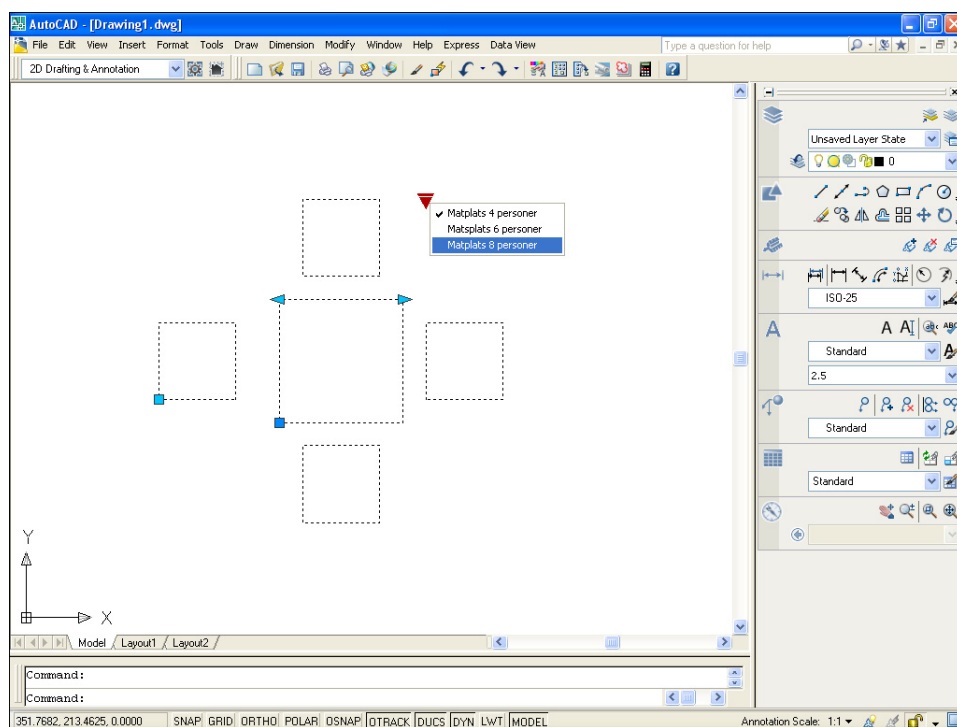 AutoCAD - [Drawing1.dwg]
File Edit View Insert Format Tools Draw Dimension Modify Window Help Express Data View
Type a question for help
2D Drafting & Annotation
Unsaved Layer State
0
Matplats 4 personer
Matsplats 6 personer
Matplats 8 personer
ISO-25
A A abc ABC
Standard
2.5
Standard
Standard
Y
X
Model Layout1 Layout2
Command:
Command:
351.7682, 213.4625, 0.0000 SNAP GRID ORTHO POLAR OSNAP OTRACK DUCS DYN LWT MODEL Annotation Scale: 1:1